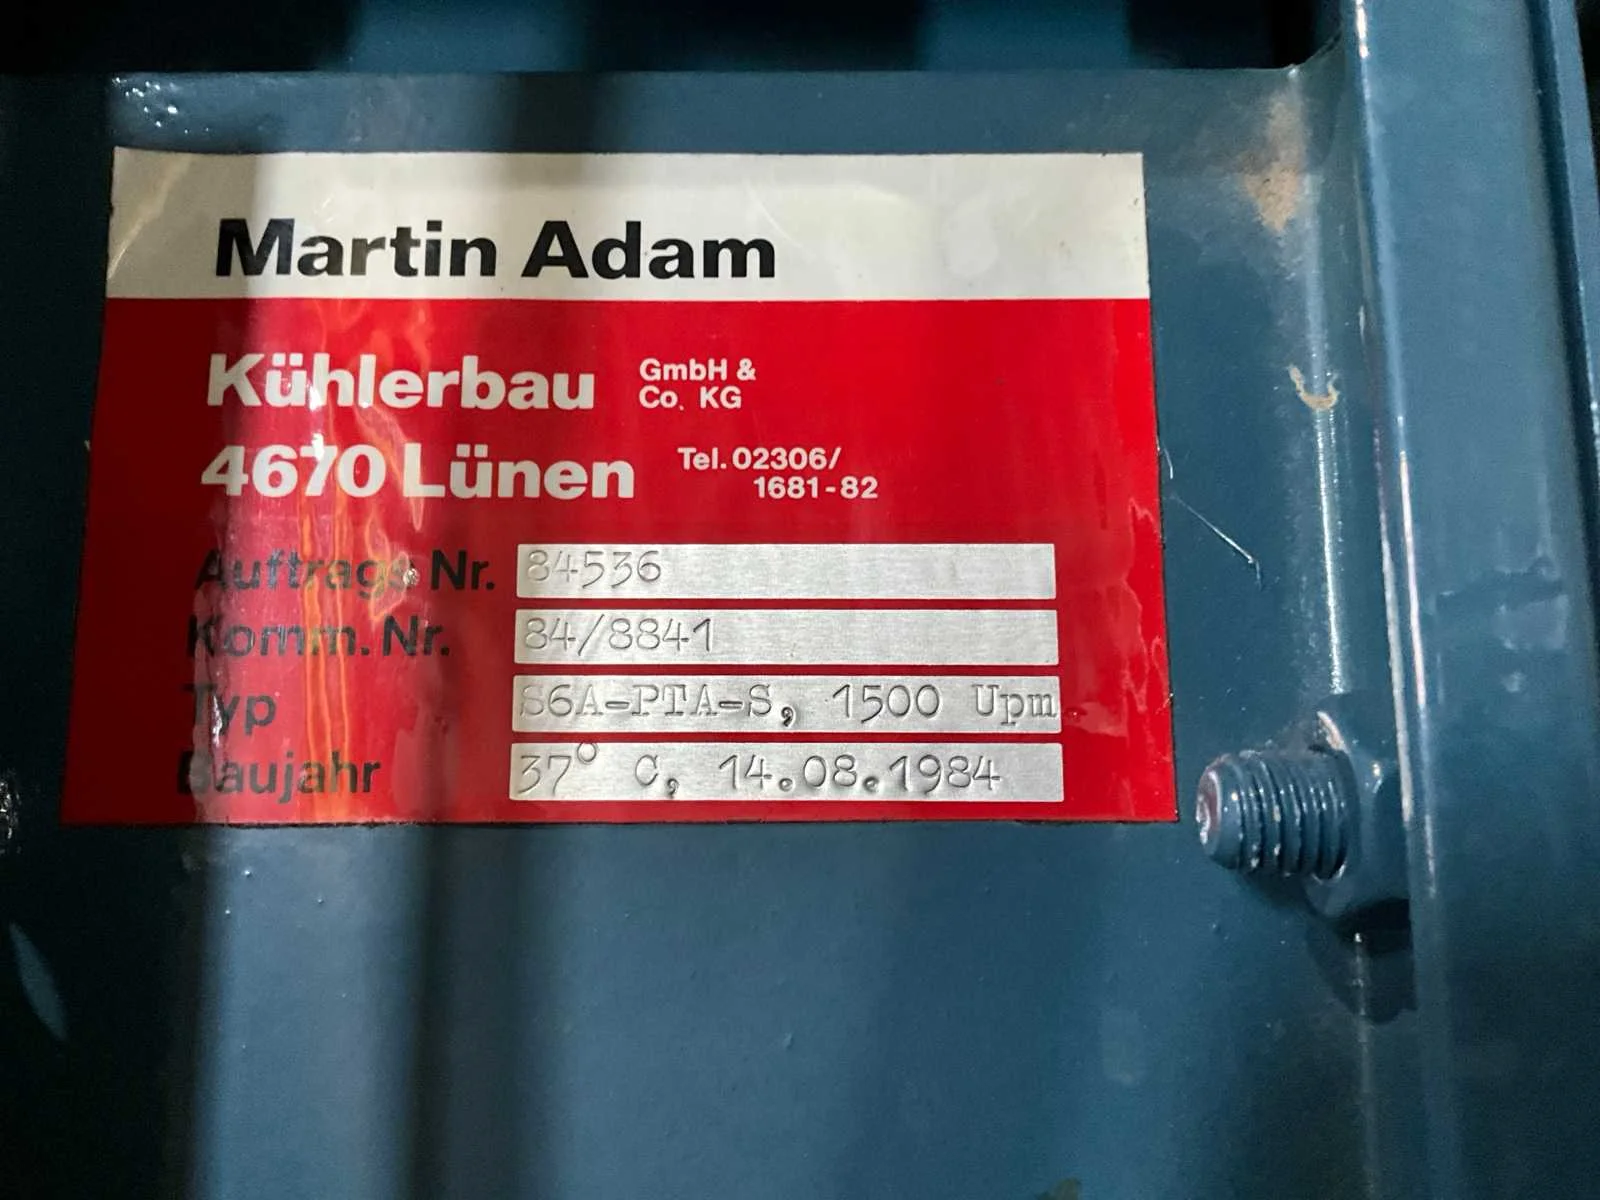 Martin Adam
Kühlerbau GmbH &
Co. KG
4670 Lünen Tel. 02306/
1681-82
Auftrags Nr. 84536
Komm. Nr. 84/8841
Typ S6A-PTA-S, 1500 Upm
Baujahr 37° C, 14.08.1984